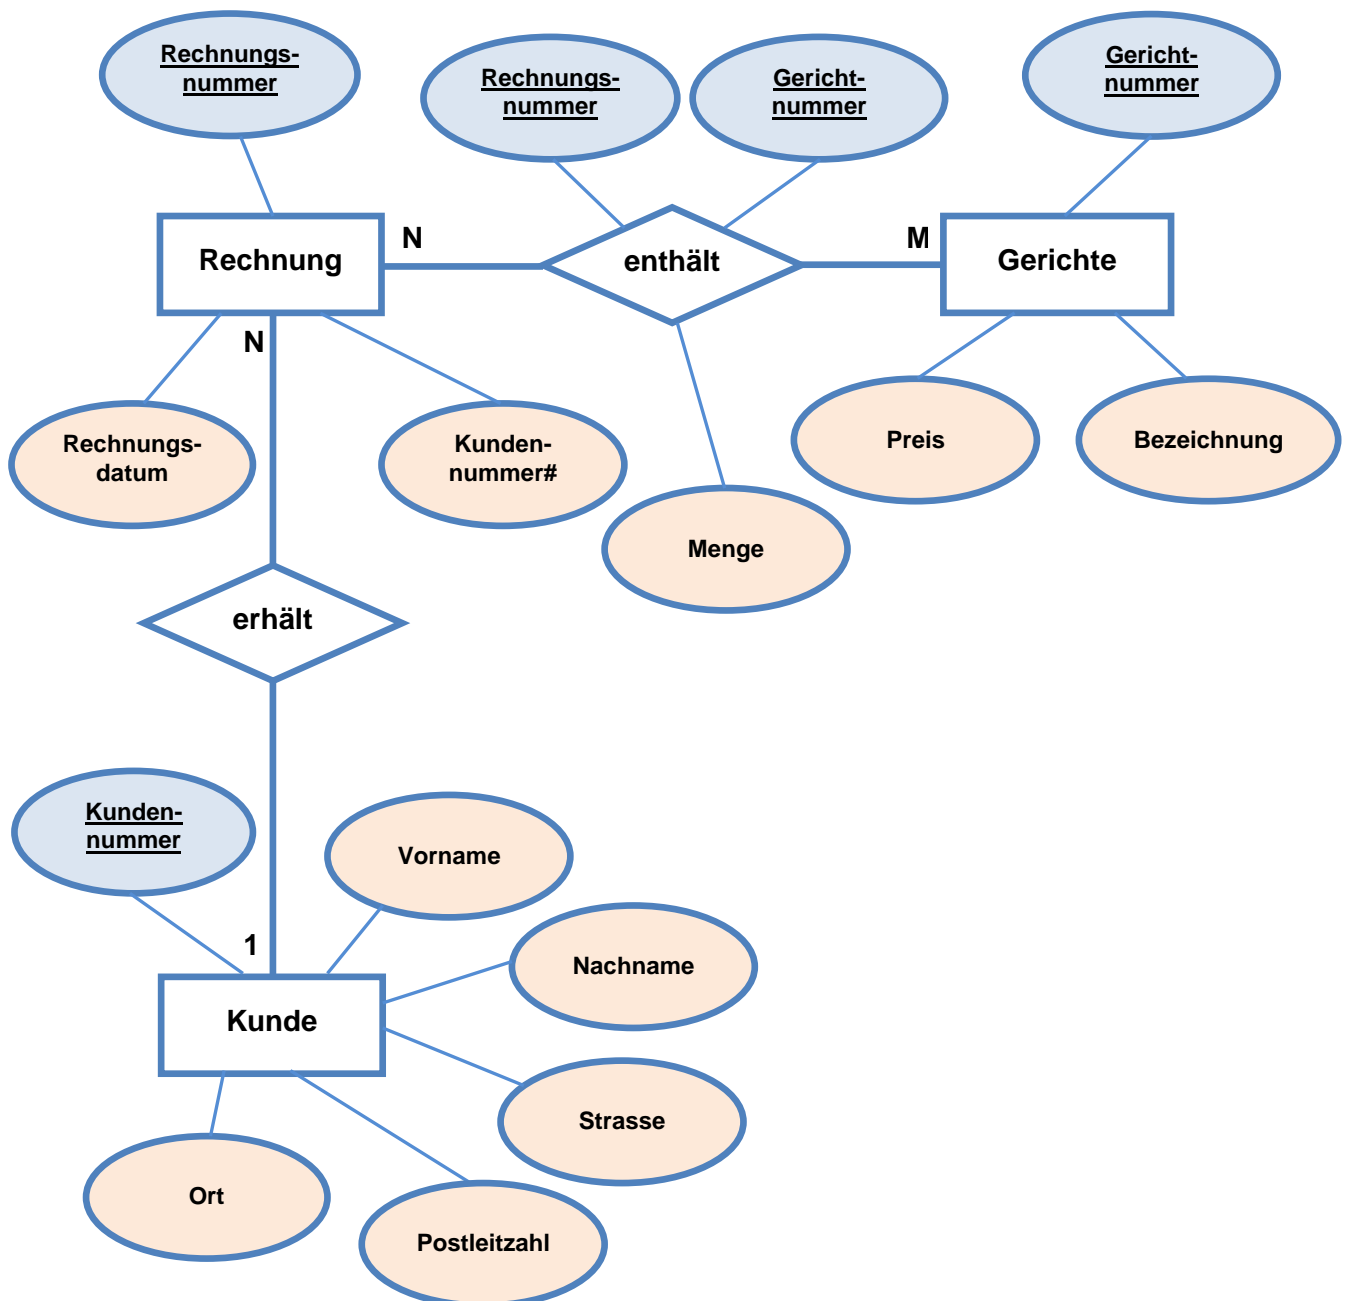 Rechnungs-
nummer
Rechnungs-
nummer
Gericht-
nummer
Gericht-
nummer
Rechnung
N
enthält
M
Gerichte
N
Rechnungs-
datum
Kunden-
nummer#
Preis
Bezeichnung
Menge
erhält
Kunden-
nummer
Vorname
1
Nachname
Kunde
Strasse
Ort
Postleitzahl